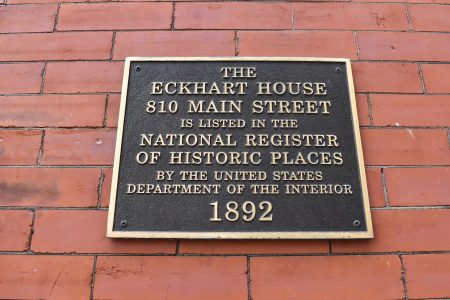 THE
ECKHART HOUSE
810 MAIN STREET
IS LISTED IN THE
NATIONAL REGISTER
OF HISTORIC PLACES
BY THE UNITED STATES
DEPARTMENT OF THE INTERIOR
1892